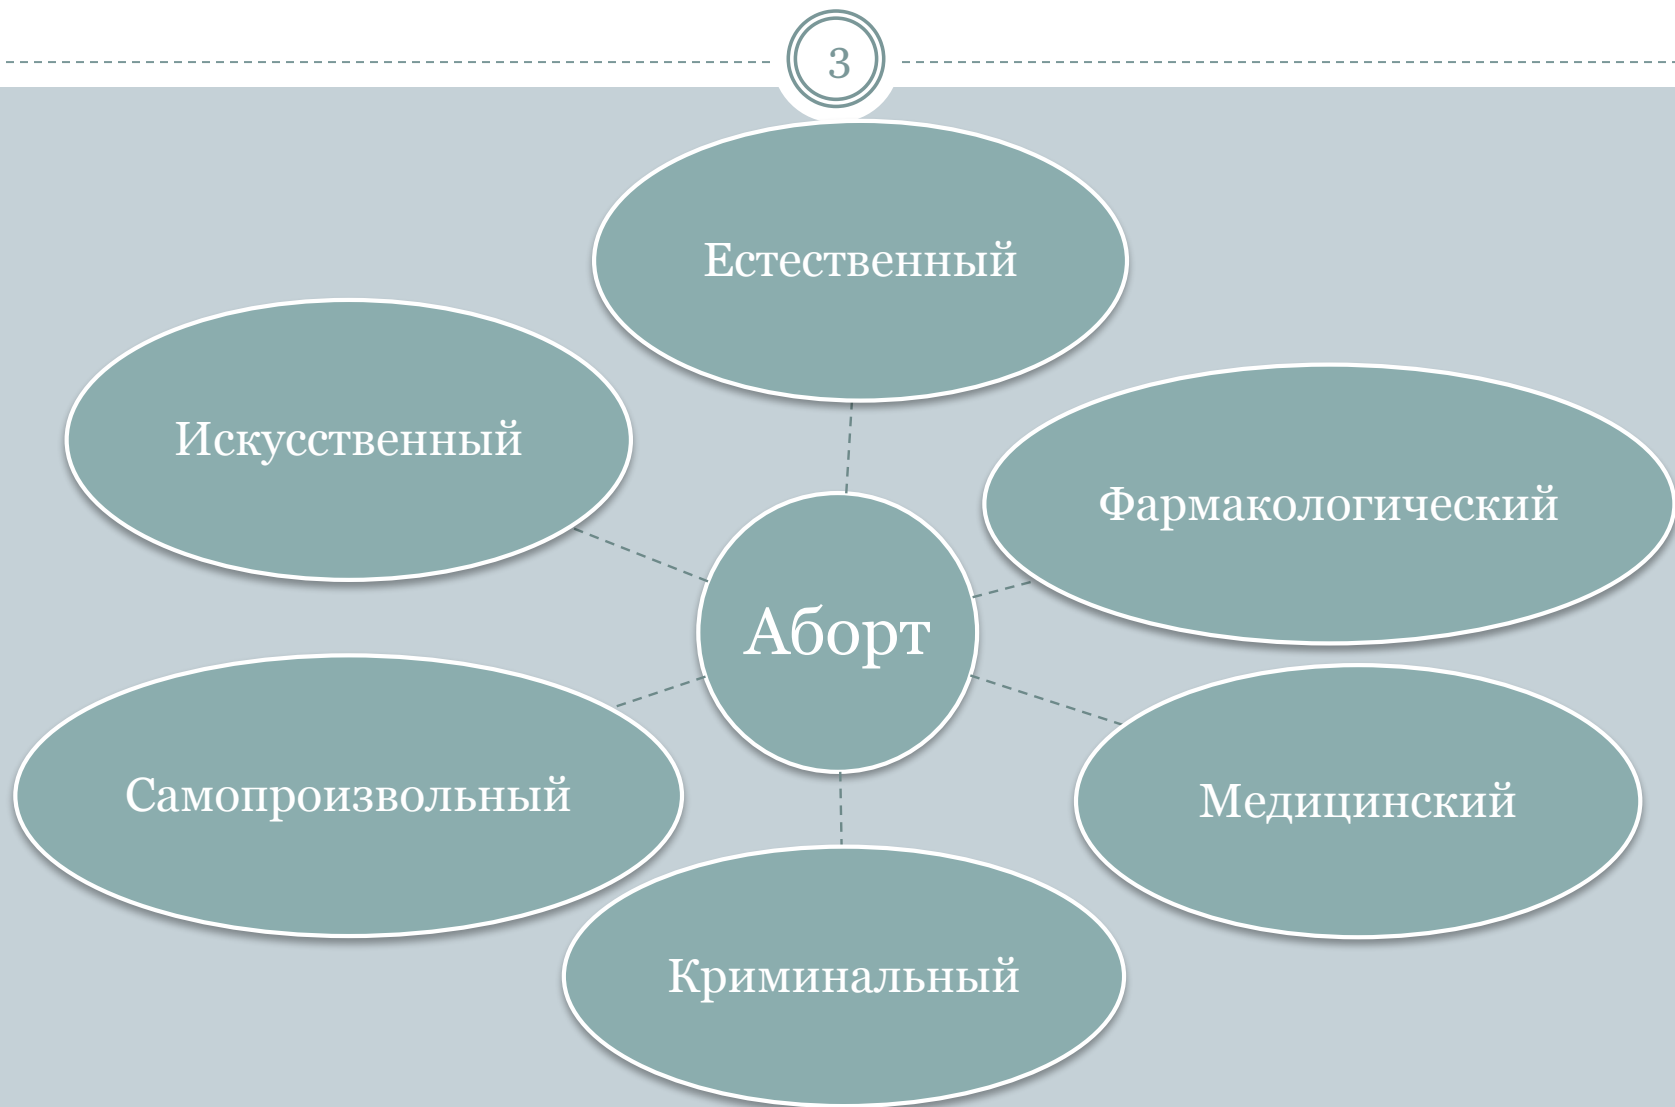 3
Естественный
Искусственный
Фармакологический
Аборт
Самопроизвольный
Медицинский
Криминальный